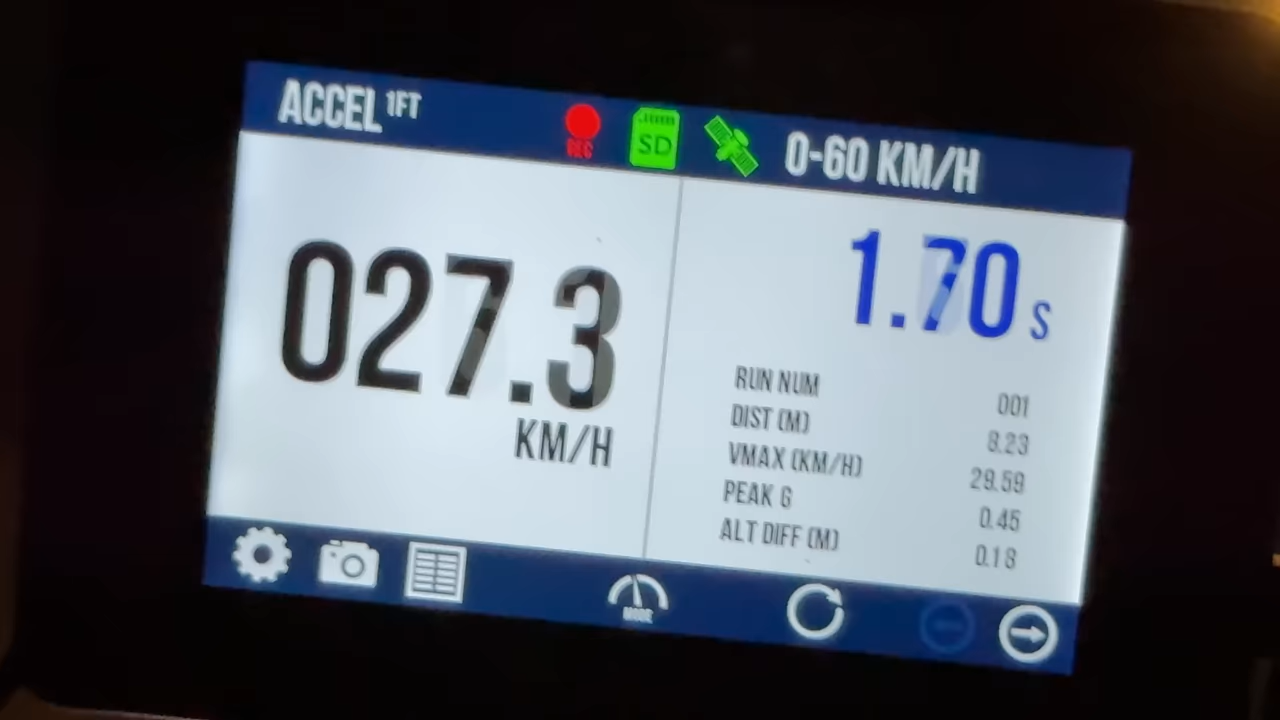 ACCEL 1FT
REC
SD
0-60 KM/H
027.3
KM/H
1.70 S
RUN NUM 001
DIST (M) 8.23
VMAX (KM/H) 29.59
PEAK G 0.45
ALT DIFF (M) 0.18
MODE